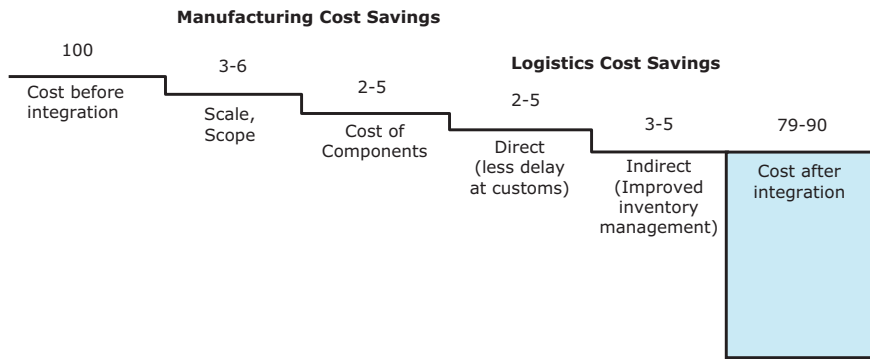 Manufacturing Cost Savings
Logistics Cost Savings
100
Cost before
integration
3-6
Scale,
Scope
2-5
Cost of
Components
2-5
Direct
(less delay
at customs)
3-5
Indirect
(Improved
inventory
management)
79-90
Cost after
integration